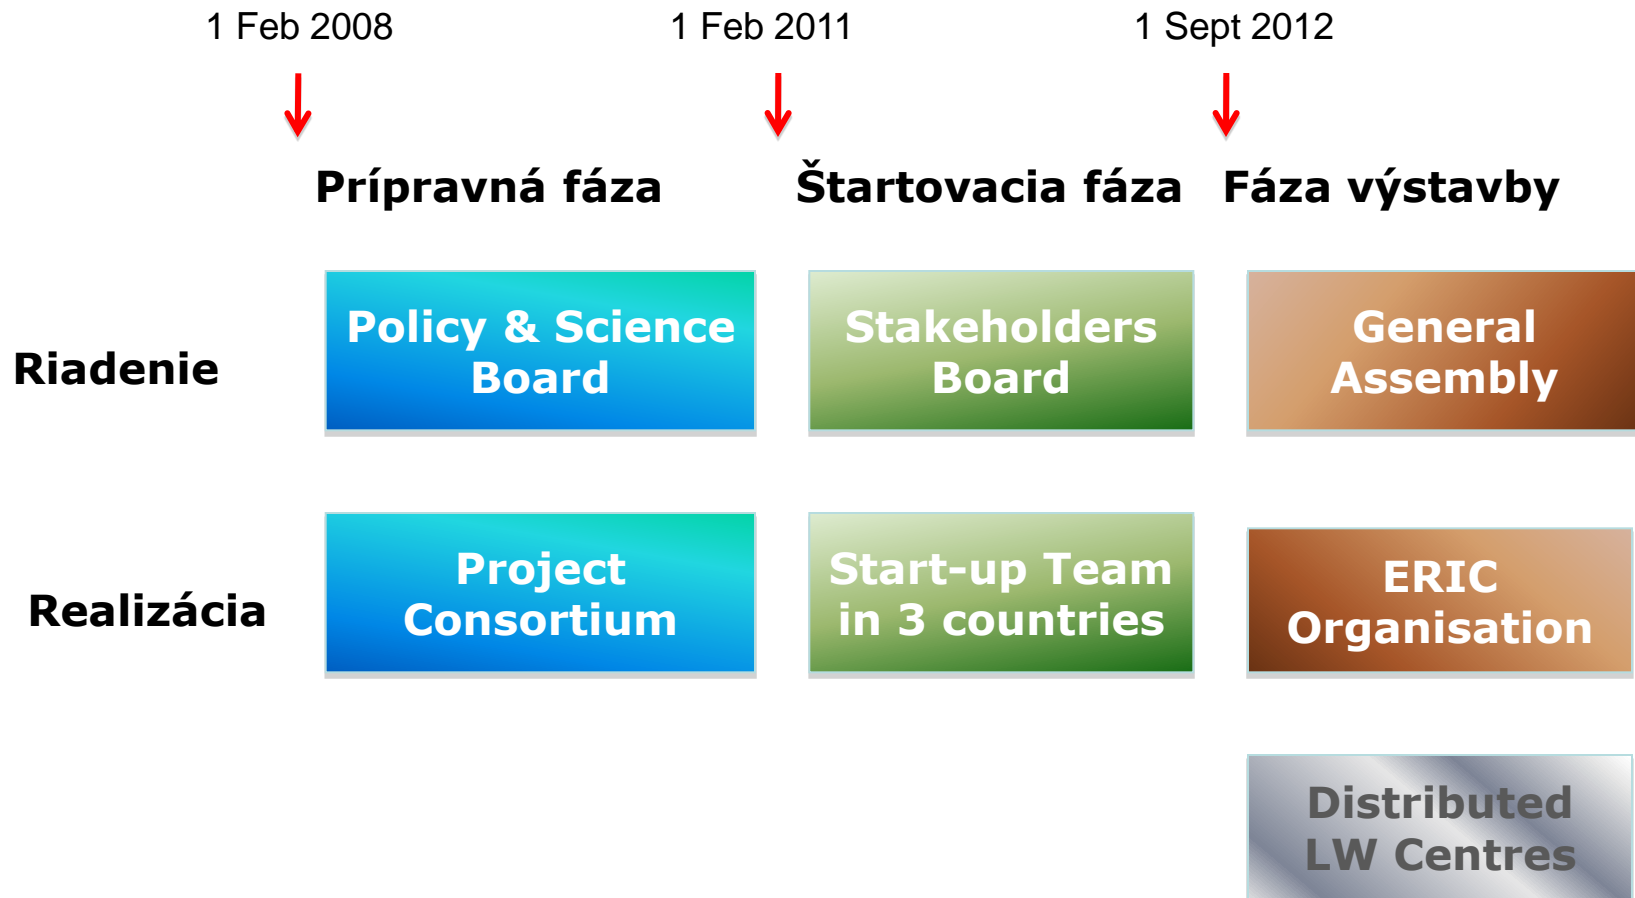 1 Feb 2008
1 Feb 2011
1 Sept 2012
Prípravná fáza
Štartovacia fáza
Fáza výstavby
Riadenie
Policy & Science
Board
Stakeholders
Board
General
Assembly
Realizácia
Project
Consortium
Start-up Team
in 3 countries
ERIC
Organisation
Distributed
LW Centres